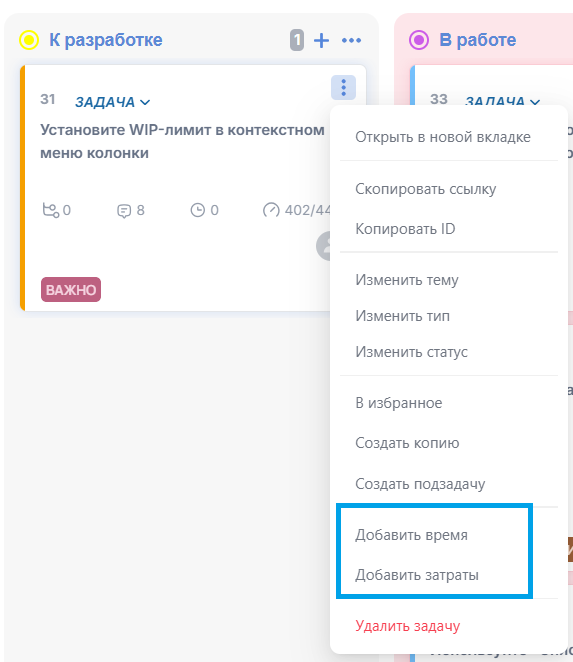 К разработке
1
В работе
31
ЗАДАЧА
Установите WIP-лимит в контекстном
меню колонки
0
8
0
402/44
ВАЖНО
33
ЗАДАЧА
Открыть в новой вкладке
Скопировать ссылку
Копировать ID
Изменить тему
Изменить тип
Изменить статус
В избранное
Создать копию
Создать подзадачу
Добавить время
Добавить затраты
Удалить задачу